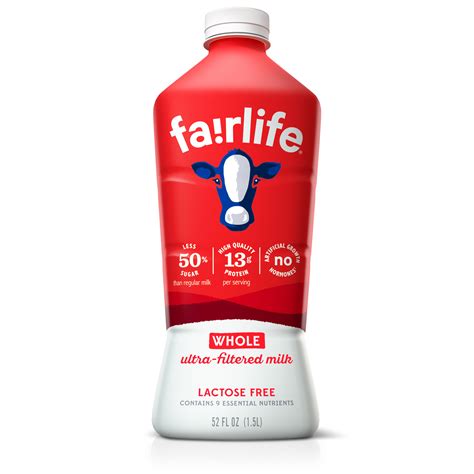 fa!rlife®
LESS
50%
SUGAR
than regular milk
HIGH QUALITY
13gr
PROTEIN
per serving
ARTIFICIAL GROWTH
no
HORMONES*
WHOLE
ultra-filtered milk
LACTOSE FREE
CONTAINS 9 ESSENTIAL NUTRIENTS
52 FL OZ (1.5L)